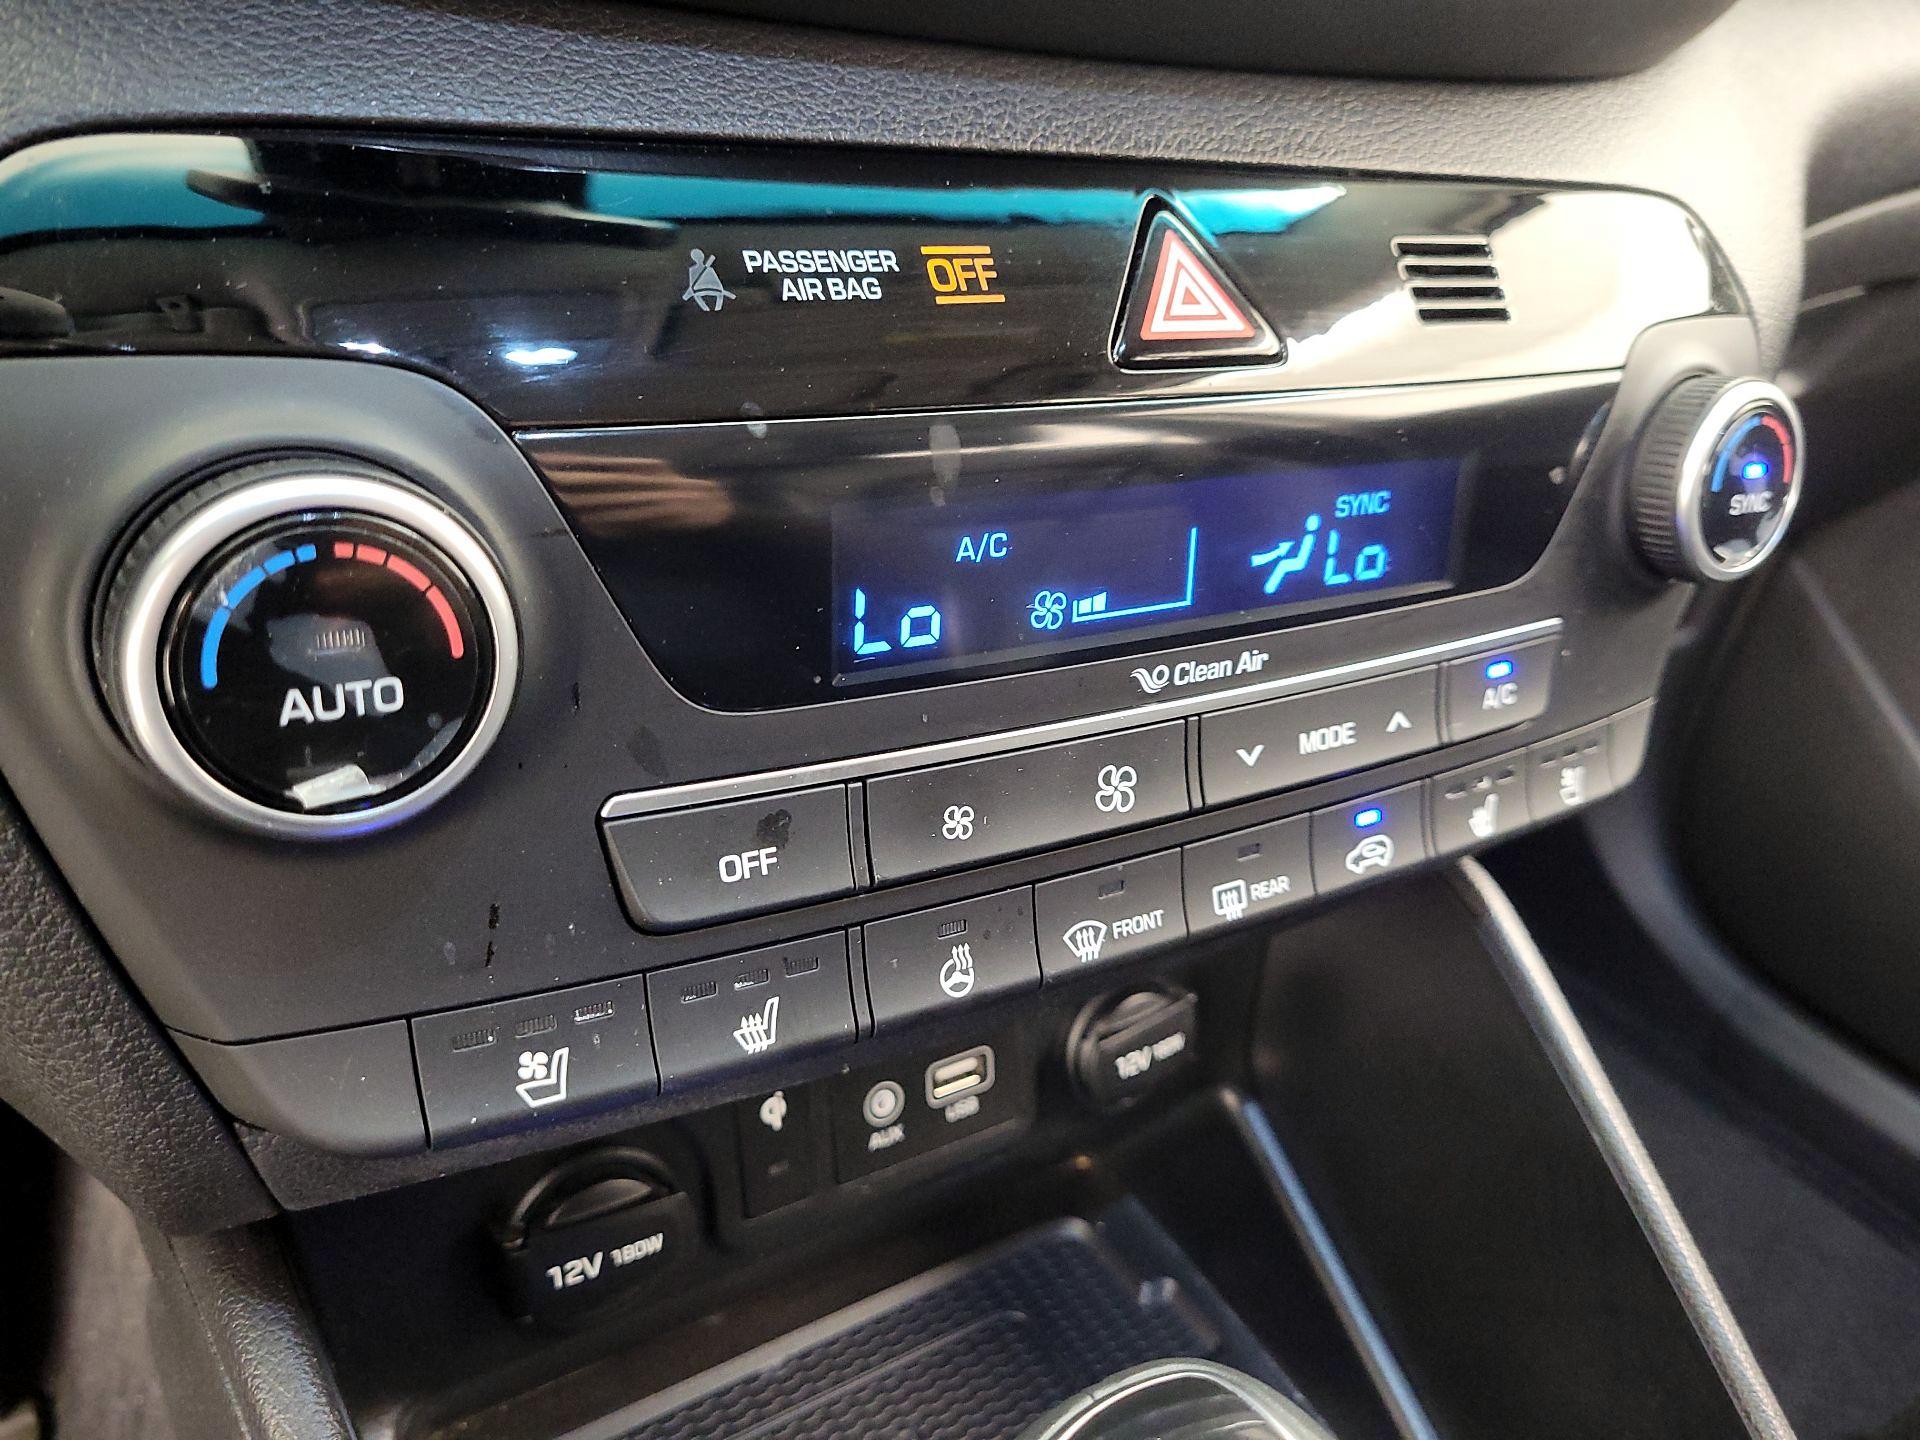 PASSENGER
AIR BAG
OFF
SYNC
A/C
Lo
Lo
SYNC
AUTO
Clean Air
OFF
MODE
A/C
FRONT
REAR
AUX
USB
12V 180W
12V 180W